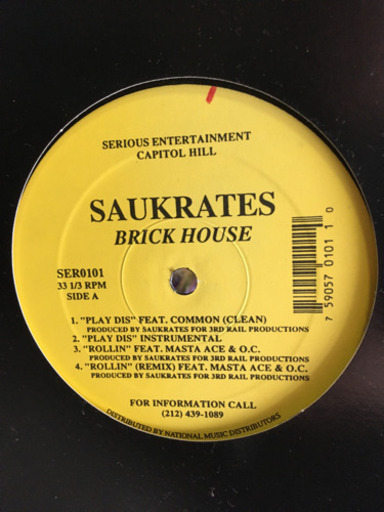 SERIOUS ENTERTAINMENT
CAPITOL HILL
SAUKRATES
BRICK HOUSE
SER0101
33 1/3 RPM
SIDE A
7 59057 0101 1 0
1. "PLAY DIS" FEAT. COMMON (CLEAN)
PRODUCED BY SAUKRATES FOR 3RD RAIL PRODUCTIONS
2. "PLAY DIS" INSTRUMENTAL
3. "ROLLIN" FEAT. MASTA ACE & O.C.
PRODUCED BY SAUKRATES FOR 3RD RAIL PRODUCTIONS
4. "ROLLIN" (REMIX) FEAT. MASTA ACE & O.C.
PRODUCED BY SAUKRATES FOR 3RD RAIL PRODUCTIONS
FOR INFORMATION CALL
(212) 439-1089
DISTRIBUTED BY NATIONAL MUSIC DISTRIBUTORS